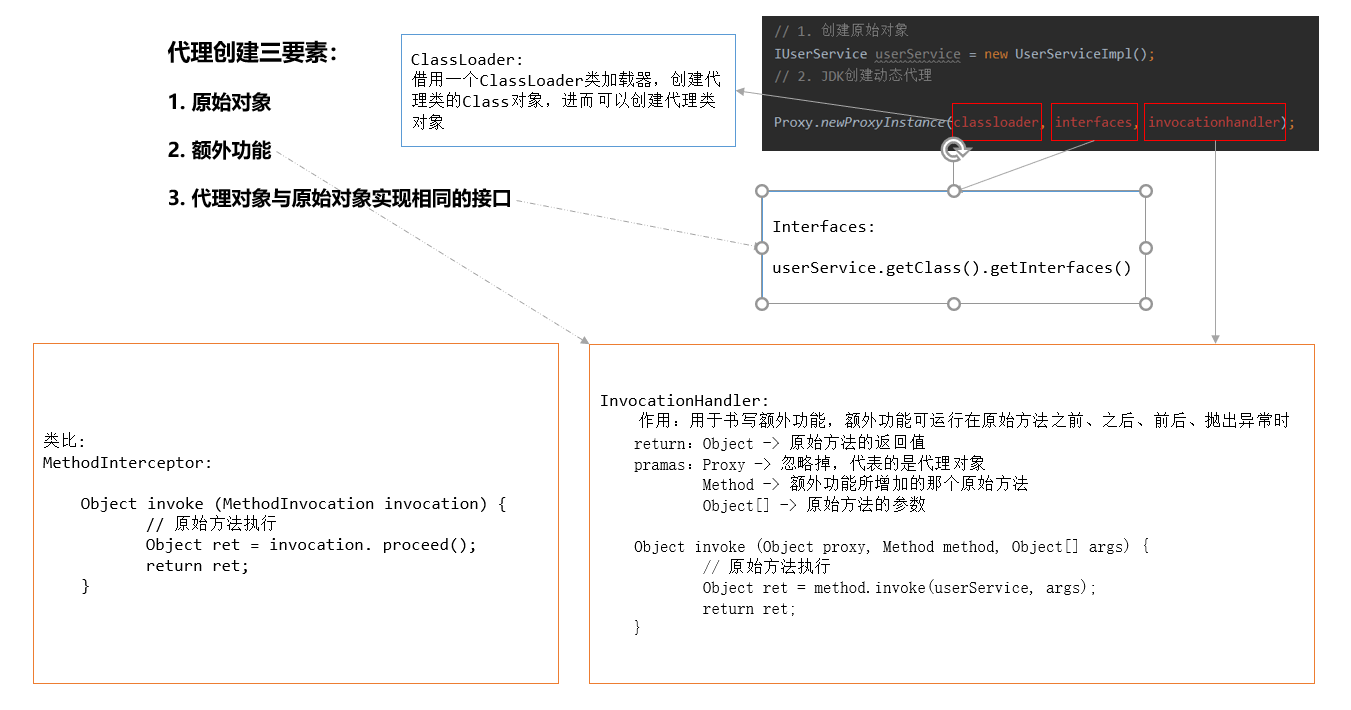 代理创建三要素：
1. 原始对象
2. 额外功能
3. 代理对象与原始对象实现相同的接口
ClassLoader:
借用一个ClassLoader类加载器，创建代
理类的Class对象，进而可以创建代理类
对象
// 1. 创建原始对象
IUserService userService = new UserServiceImpl();
// 2. JDK创建动态代理
Proxy.newProxyInstance(classloader, interfaces, invocationhandler);
Interfaces:
userService.getClass().getInterfaces()
类比:
MethodInterceptor:
Object invoke (MethodInvocation invocation) {
// 原始方法执行
Object ret = invocation. proceed();
return ret;
}
InvocationHandler:
作用：用于书写额外功能，额外功能可运行在原始方法之前、之后、前后、抛出异常时
return：Object -> 原始方法的返回值
pramas：Proxy -> 忽略掉，代表的是代理对象
Method -> 额外功能所增加的那个原始方法
Object[] -> 原始方法的参数
Object invoke (Object proxy, Method method, Object[] args) {
// 原始方法执行
Object ret = method.invoke(userService, args);
return ret;
}